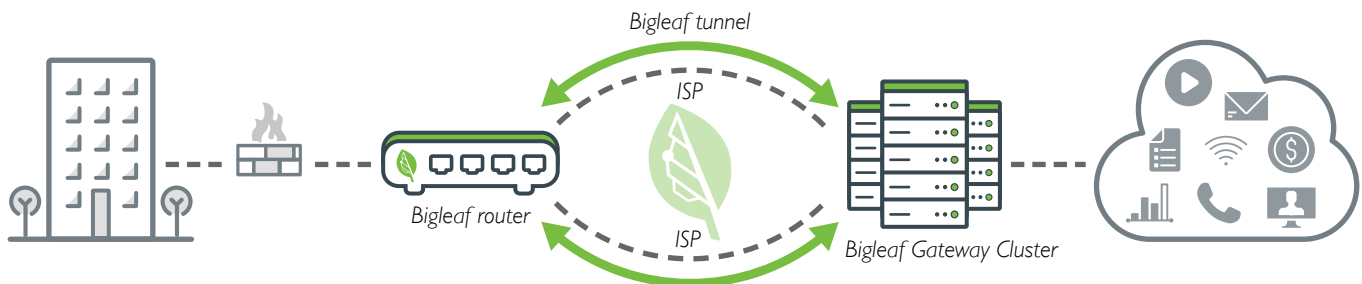 Bigleaf tunnel
ISP
Bigleaf router
ISP
Bigleaf Gateway Cluster
$